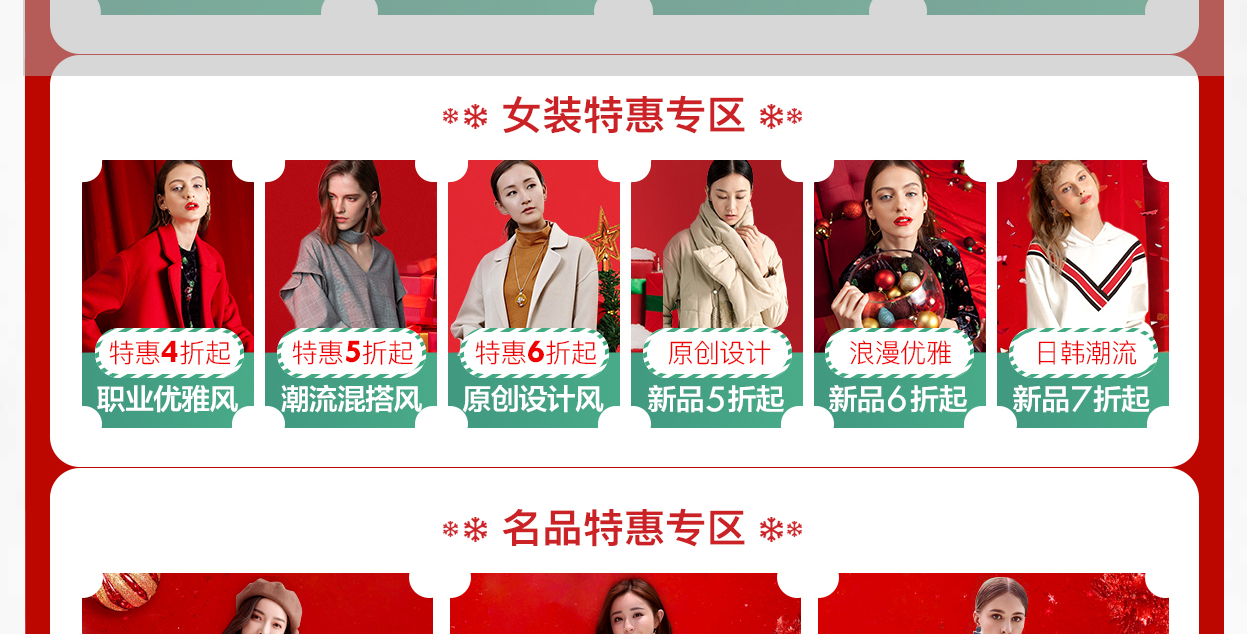 女装特惠专区
特惠4折起
职业优雅风
特惠5折起
潮流混搭风
特惠6折起
原创设计风
原创设计
新品5折起
浪漫优雅
新品6折起
日韩潮流
新品7折起
名品特惠专区